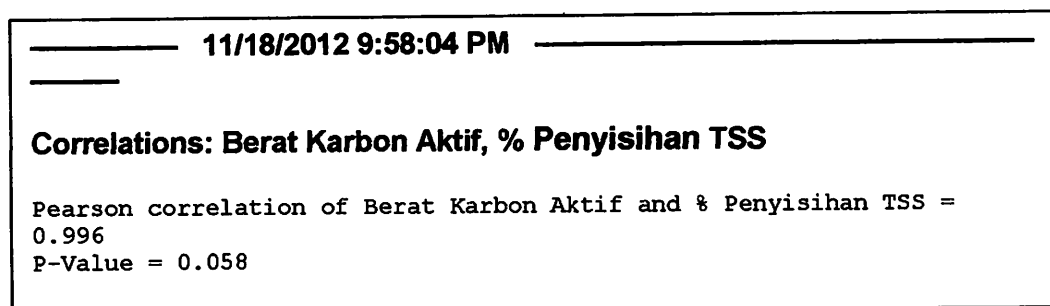 11/18/2012 9:58:04 PM
Correlations: Berat Karbon Aktif, % Penyisihan TSS
Pearson correlation of Berat Karbon Aktif and % Penyisihan TSS =
0.996
P-Value = 0.058